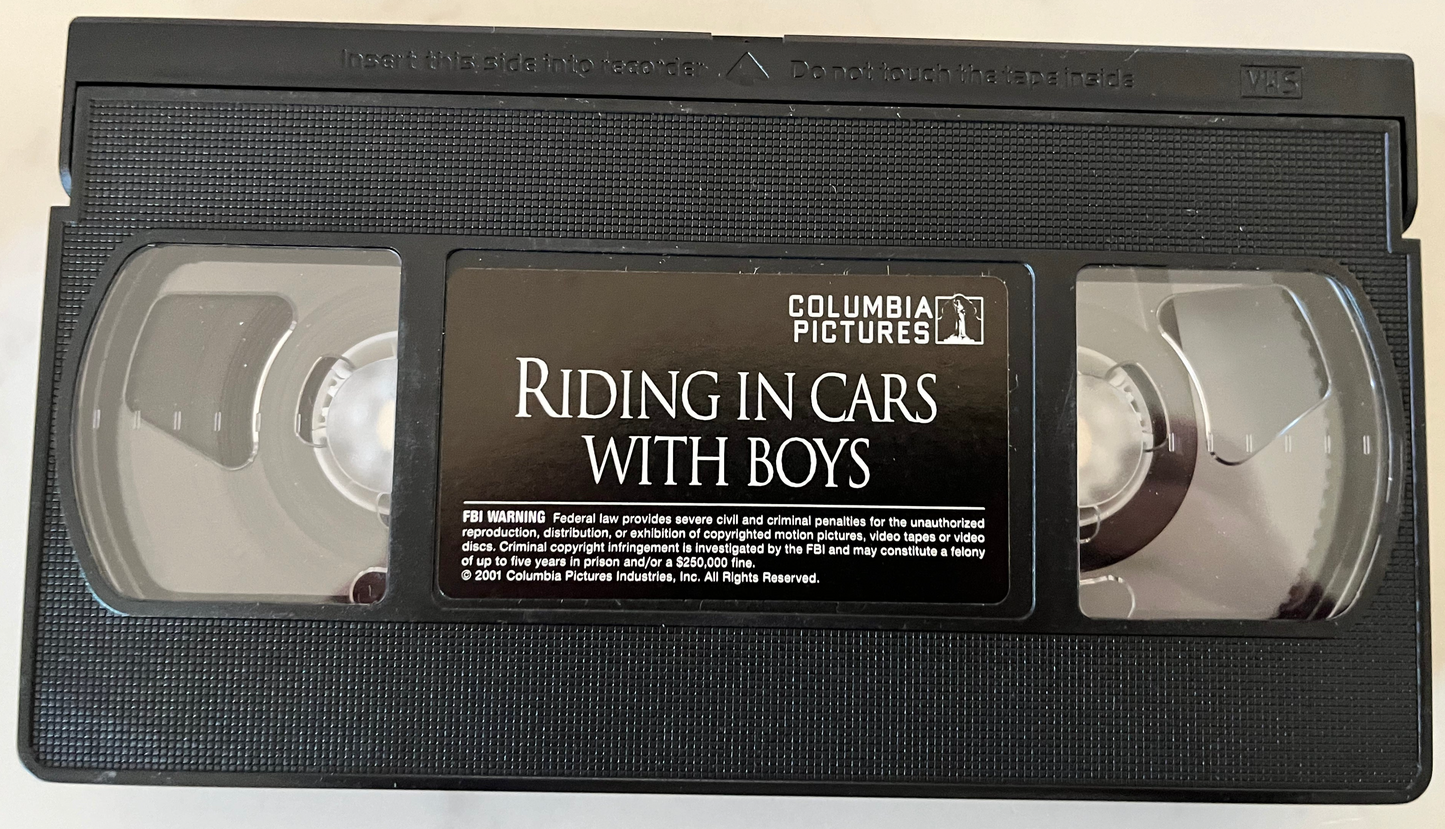 Insert this side into recorder Do not touch the tape inside VHS
COLUMBIA
PICTURES
RIDING IN CARS
WITH BOYS
FBI WARNING Federal law provides severe civil and criminal penalties for the unauthorized
reproduction, distribution, or exhibition of copyrighted motion pictures, video tapes or video
discs. Criminal copyright infringement is investigated by the FBI and may constitute a felony
of up to five years in prison and/or a $250,000 fine.
© 2001 Columbia Pictures Industries, Inc. All Rights Reserved.